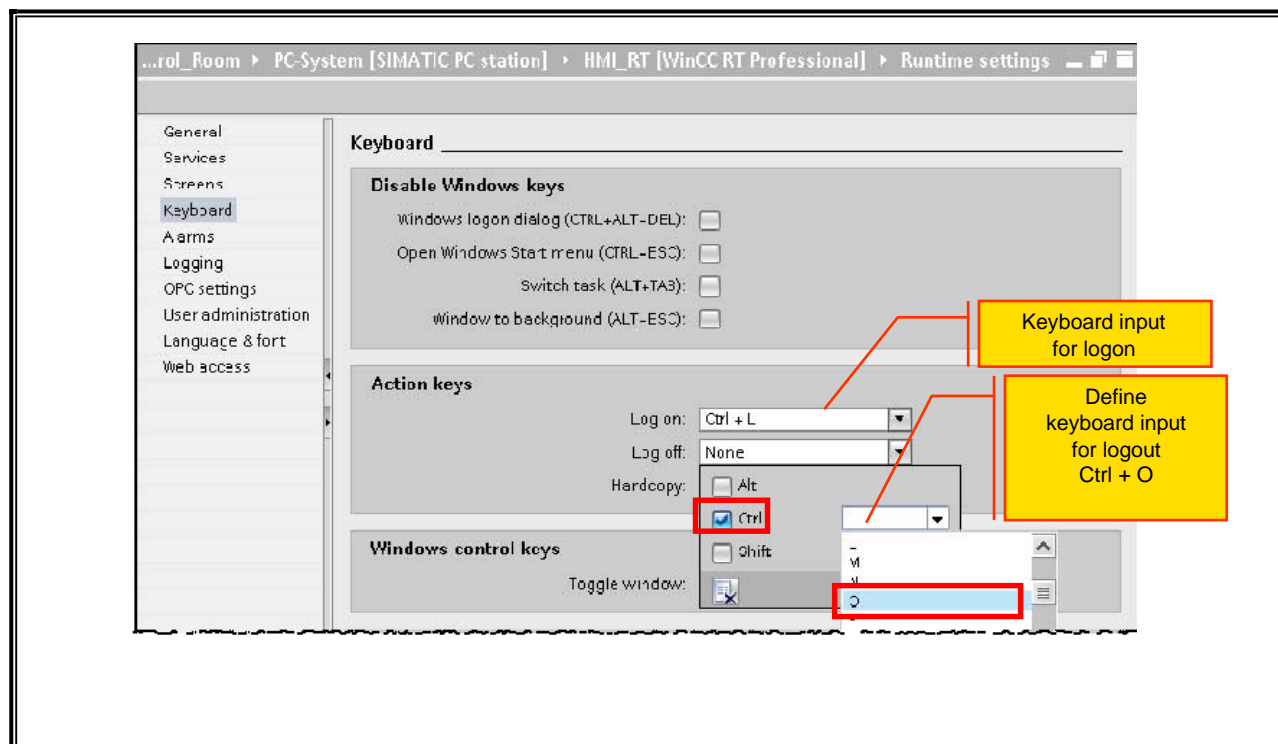 ...rol_Room ▸ PC-System [SIMATIC PC station] ▸ HMI_RT [WinCC RT Professional] ▸ Runtime settings
General
Services
Screens
Keyboard
Alarms
Logging
OPC settings
User administration
Language & font
Web access
Keyboard
Disable Windows keys
Windows logon dialog (CTRL+ALT+DEL):
Open Windows Start menu (CTRL+ESC):
Switch task (ALT+TAB):
Window to background (ALT+ESC):
Action keys
Log on: Ctrl + L
Log off: None
Hardcopy:
Alt
Ctrl
Shift
M
N
O
Windows control keys
Toggle window:
Keyboard input
for logon
Define
keyboard input
for logout
Ctrl + O